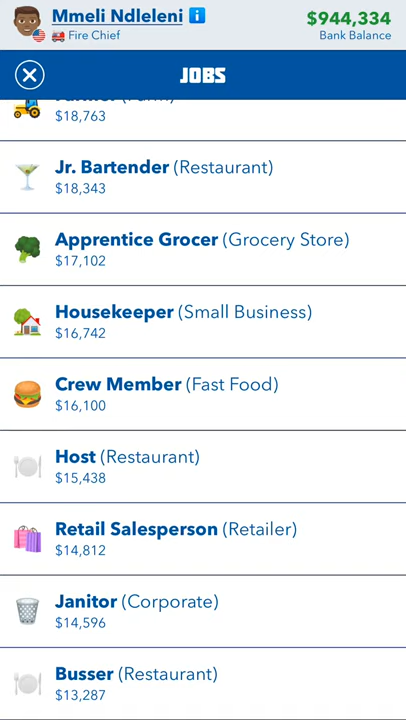 Mmeli Ndleleni
$944,334
Fire Chief
Bank Balance
JOBS
Farmer (Farm)
$18,763
Jr. Bartender (Restaurant)
$18,343
Apprentice Grocer (Grocery Store)
$17,102
Housekeeper (Small Business)
$16,742
Crew Member (Fast Food)
$16,100
Host (Restaurant)
$15,438
Retail Salesperson (Retailer)
$14,812
Janitor (Corporate)
$14,596
Busser (Restaurant)
$13,287